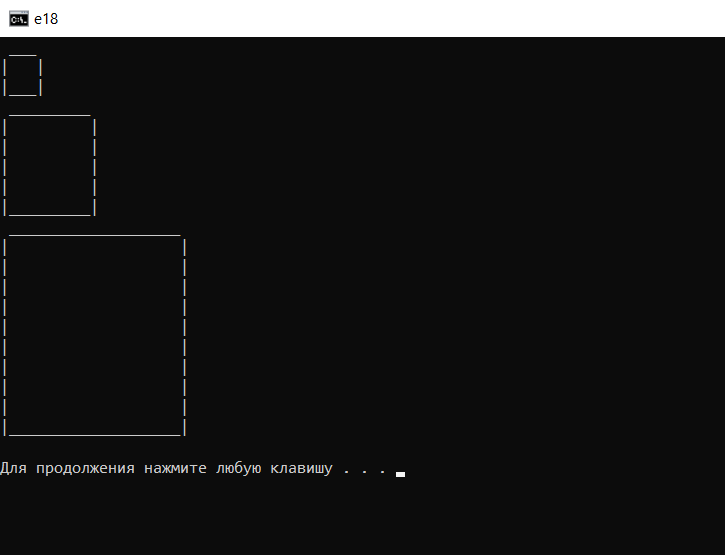 e18
Для продолжения нажмите любую клавишу . . .